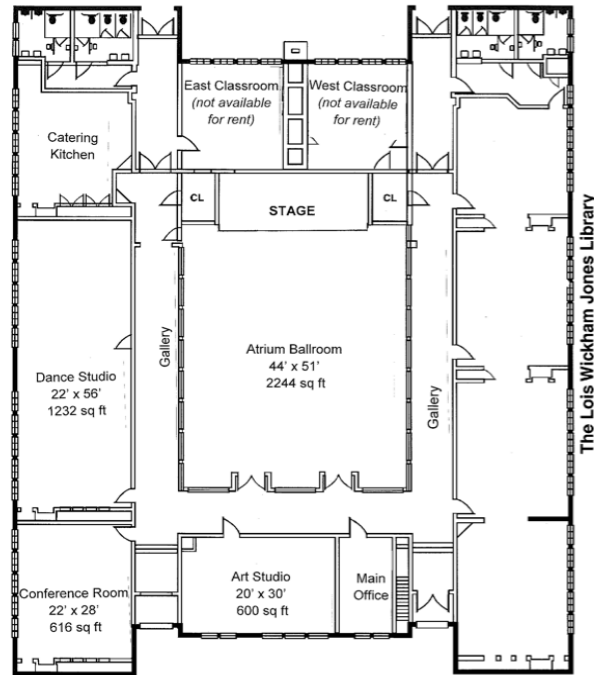 East Classroom
(not available
for rent)
West Classroom
(not available
for rent)
Catering
Kitchen
CL
STAGE
CL
Gallery
Atrium Ballroom
44' x 51'
2244 sq ft
Dance Studio
22' x 56'
1232 sq ft
Gallery
The Lois Wickham Jones Library
Conference Room
22' x 28'
616 sq ft
Art Studio
20' x 30'
600 sq ft
Main
Office